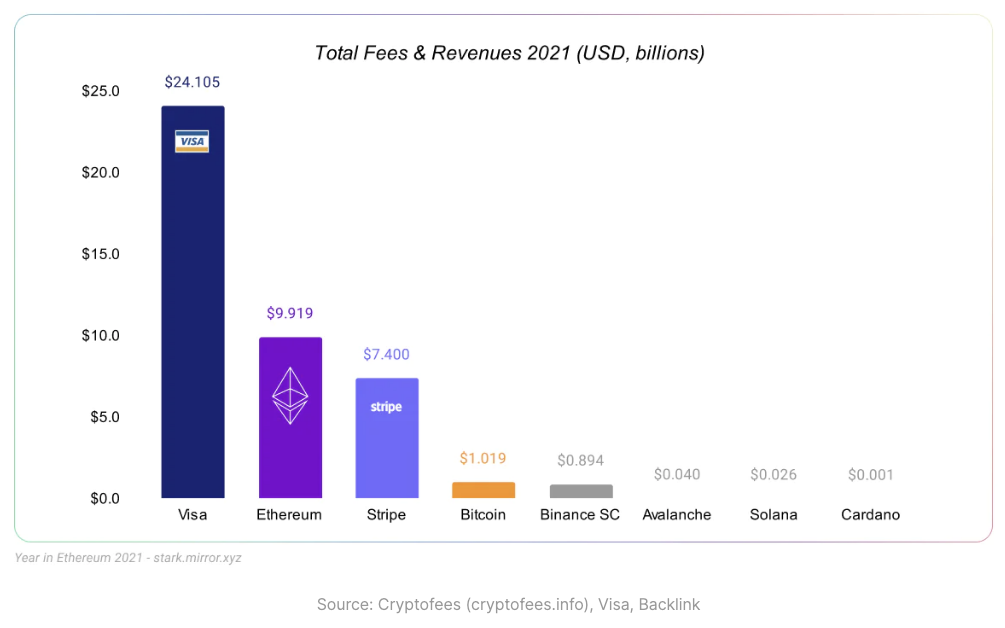 Total Fees & Revenues 2021 (USD, billions)
$24.105
$25.0
VISA
$20.0
$15.0
$9.919
$10.0
$7.400
stripe
$5.0
$1.019
$0.894
$0.040
$0.026
$0.001
$0.0
Visa
Ethereum
Stripe
Bitcoin
Binance SC
Avalanche
Solana
Cardano
Year in Ethereum 2021 - stark.mirror.xyz
Source: Cryptofees (cryptofees.info), Visa, Backlink